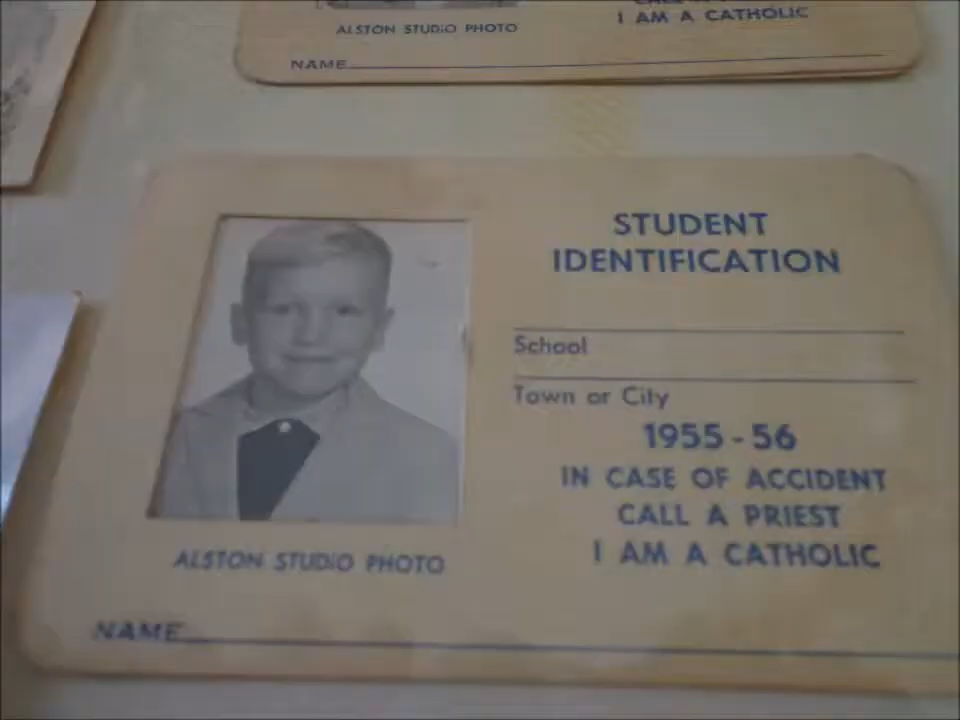 ALSTON STUDIO PHOTO
I AM A CATHOLIC
NAME
STUDENT
IDENTIFICATION
School
Town or City
1955 - 56
IN CASE OF ACCIDENT
CALL A PRIEST
I AM A CATHOLIC
ALSTON STUDIO PHOTO
NAME